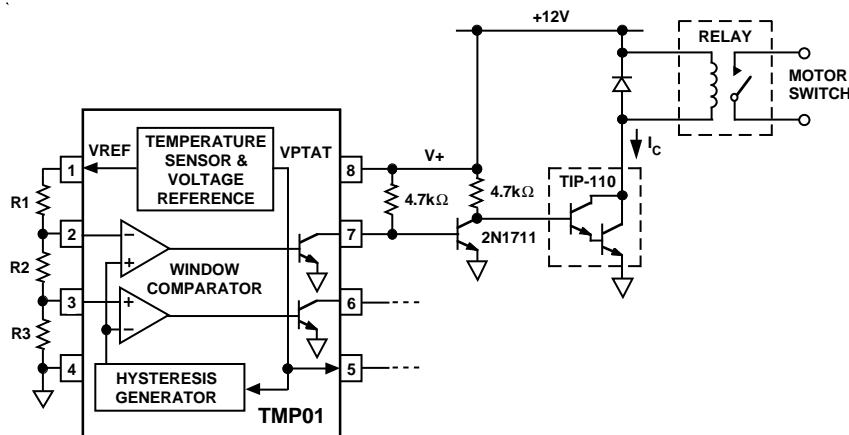 +12V
RELAY
MOTOR
SWITCH
I_C
TEMPERATURE
SENSOR &
VOLTAGE
REFERENCE
VREF
VPTAT
1
8
V+
R1
4.7kΩ
4.7kΩ
TIP-110
2
7
2N1711
R2
WINDOW
COMPARATOR
3
6
R3
4
5
HYSTERESIS
GENERATOR
TMP01